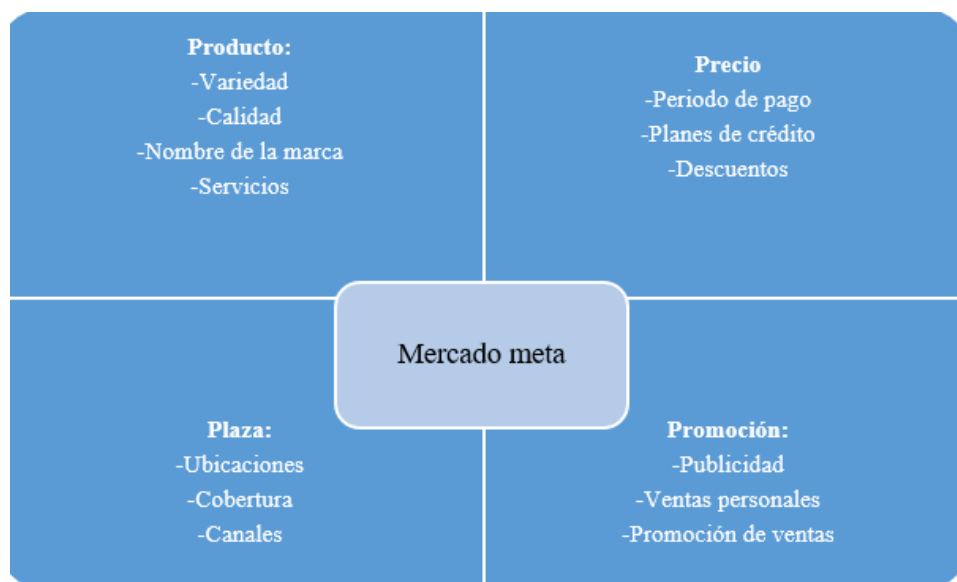 Producto:
-Variedad
-Calidad
-Nombre de la marca
-Servicios
Precio
-Periodo de pago
-Planes de crédito
-Descuentos
Mercado meta
Plaza:
-Ubicaciones
-Cobertura
-Canales
Promoción:
-Publicidad
-Ventas personales
-Promoción de ventas